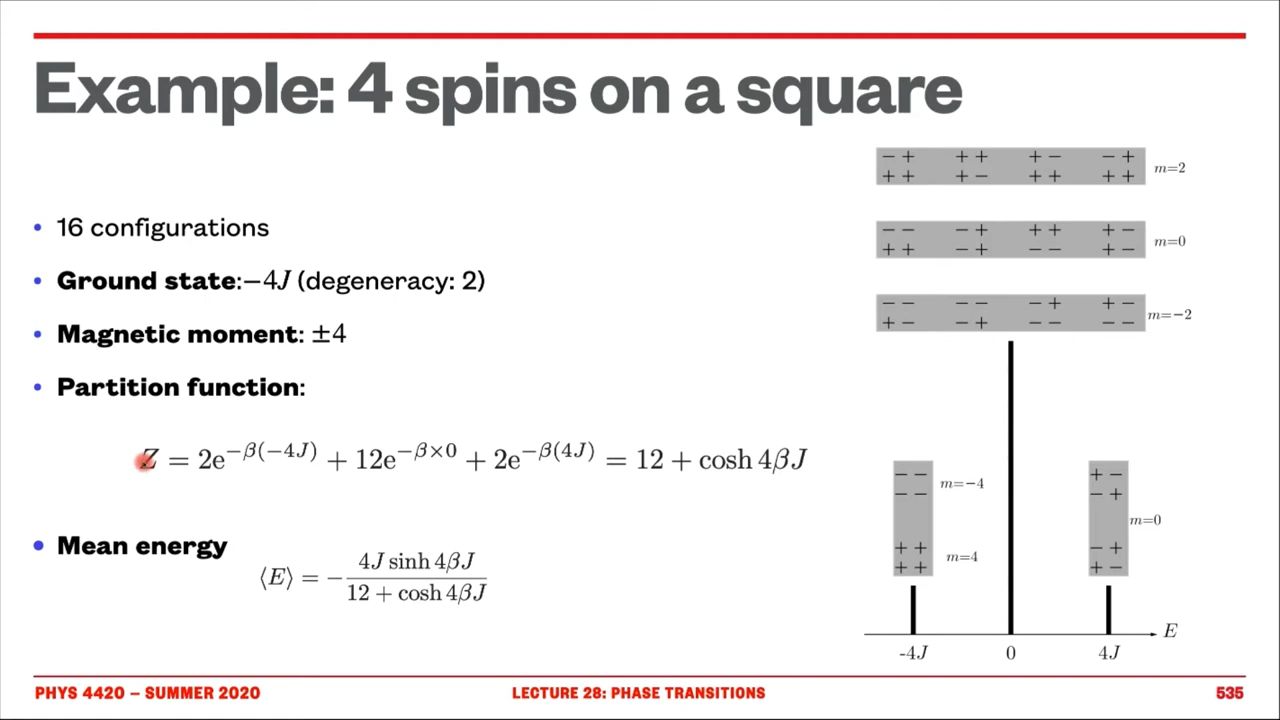 Example: 4 spins on a square
• 16 configurations
• Ground state:−4J (degeneracy: 2)
• Magnetic moment: ±4
• Partition function:
Z = 2e^{−β(−4J)} + 12e^{−β×0} + 2e^{−β(4J)} = 12 + cosh 4βJ
• Mean energy
⟨E⟩ = − \frac{4J sinh 4βJ}{12 + cosh 4βJ}
− + + + + − − +
+ + + − + + + + m=2
− − − + + + + −
+ + − + − − + − m=0
− − − − − + + −
+ − − + − − − − m=−2
− −
− − m=−4
+ +
+ + m=4
+ −
− + m=0
− +
+ −
E
-4J 0 4J
PHYS 4420 – SUMMER 2020 LECTURE 28: PHASE TRANSITIONS 535